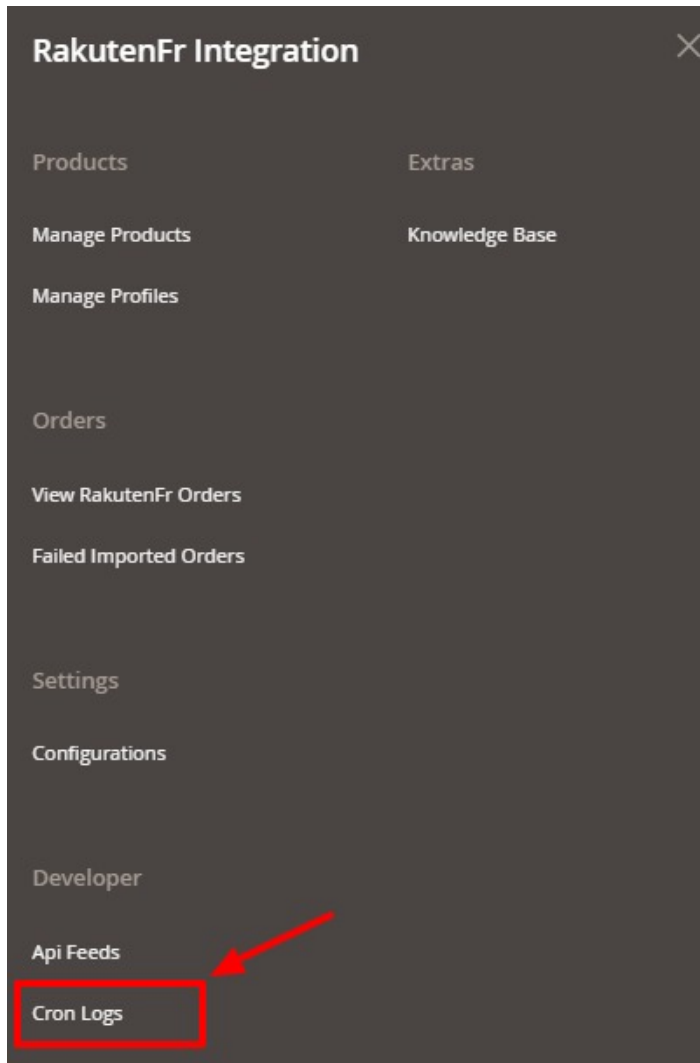 RakutenFr Integration
Products
Manage Products
Manage Profiles
Extras
Knowledge Base
Orders
View RakutenFr Orders
Failed Imported Orders
Settings
Configurations
Developer
Api Feeds
Cron Logs